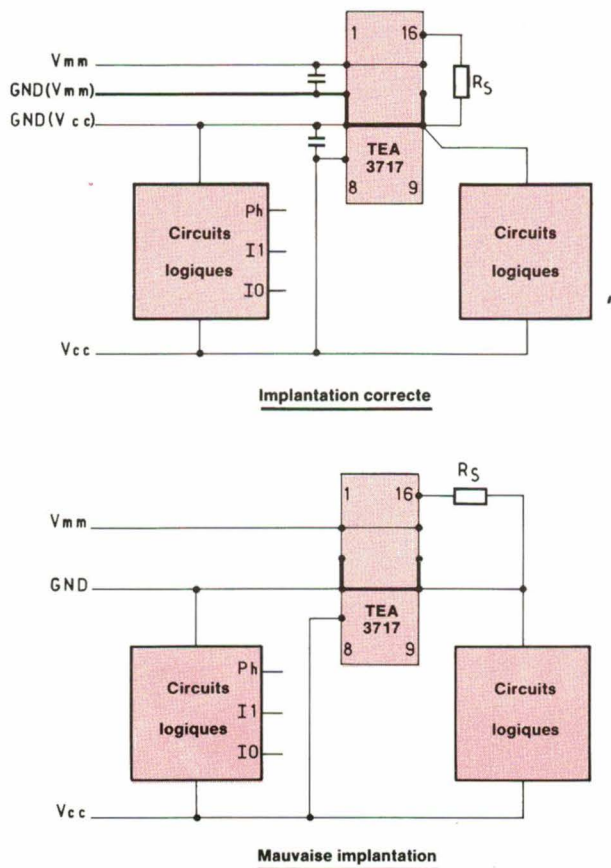 1 16
Vmm
GND(Vmm)
RS
GND(Vcc)
TEA
3717
8 9
Ph
Circuits
I1
logiques
I0
Circuits
logiques
Vcc
Implantation correcte
RS
1 16
Vmm
GND
TEA
3717
8 9
Ph
Circuits
I1
logiques
I0
Circuits
logiques
Vcc
Mauvaise implantation